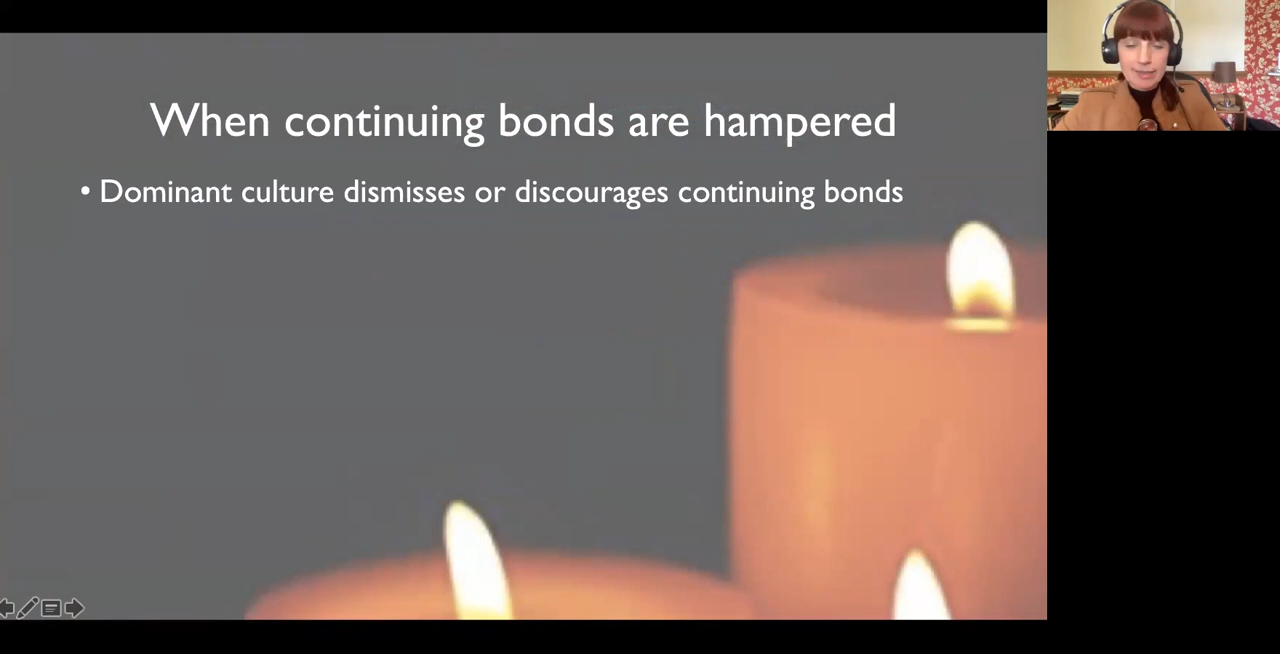 When continuing bonds are hampered
• Dominant culture dismisses or discourages continuing bonds